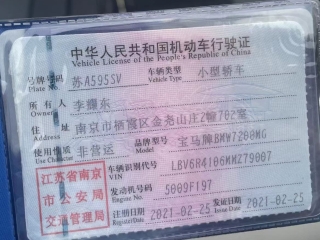 中华人民共和国机动车行驶证
Vehicle License of the People's Republic of China
号牌号码 苏A595SV 车辆类型 小型轿车
Plate No. Vehicle Type
所有人 李珊东
Owner
住址 南京市栖霞区金尧山庄2幢702室
Address
使用性质 非营运 品牌型号 宝马牌BMW7200MG
Use Character Model
江苏省南京市公安局交通管理局
车辆识别代号 LBV6R4106MMZ79007
VIN
发动机号码 5009F197
Engine No.
注册日期 2021-02-25 发证日期 2021-02-25
Register Date Issue Date